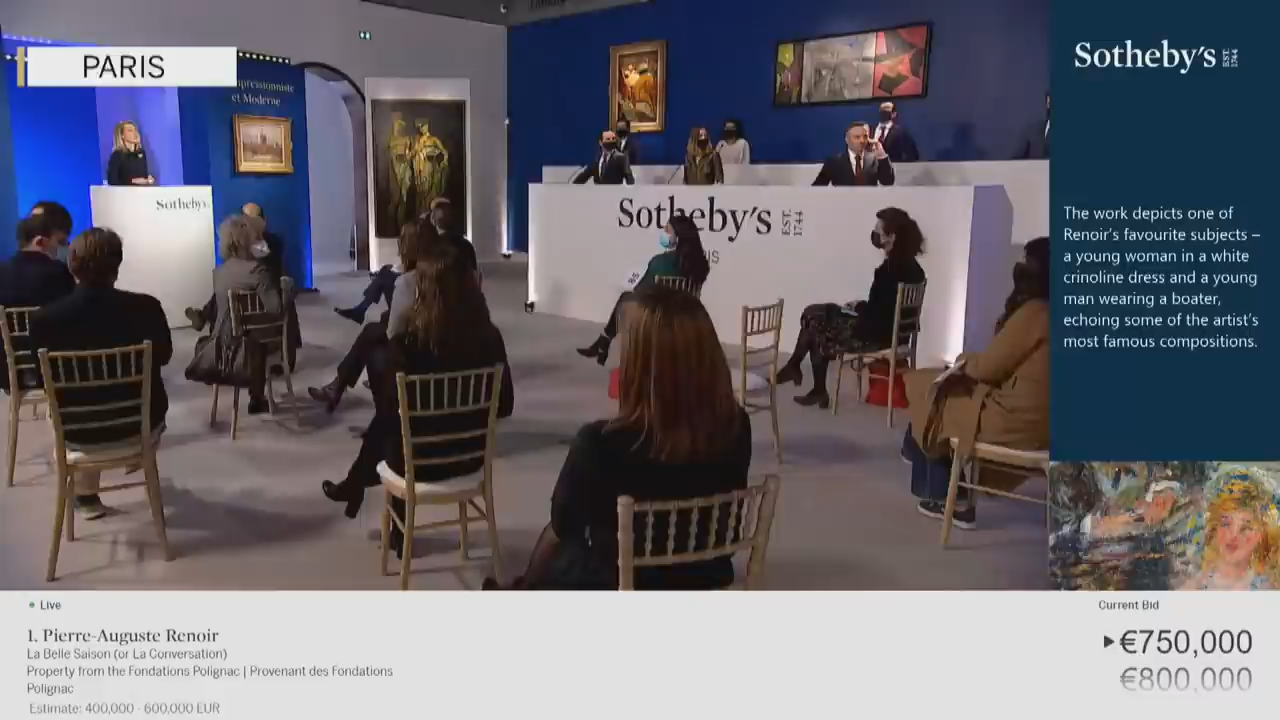 PARIS
Impressionniste
et Moderne
Sotheby's
Sotheby's EST. 1744
Sotheby's EST. 1744
The work depicts one of
Renoir's favourite subjects –
a young woman in a white
crinoline dress and a young
man wearing a boater,
echoing some of the artist's
most famous compositions.
• Live
1. Pierre-Auguste Renoir
La Belle Saison (or La Conversation)
Property from the Fondations Polignac | Provenant des Fondations
Polignac
Estimate: 400,000 - 600,000 EUR
Current Bid
€750,000
€800,000